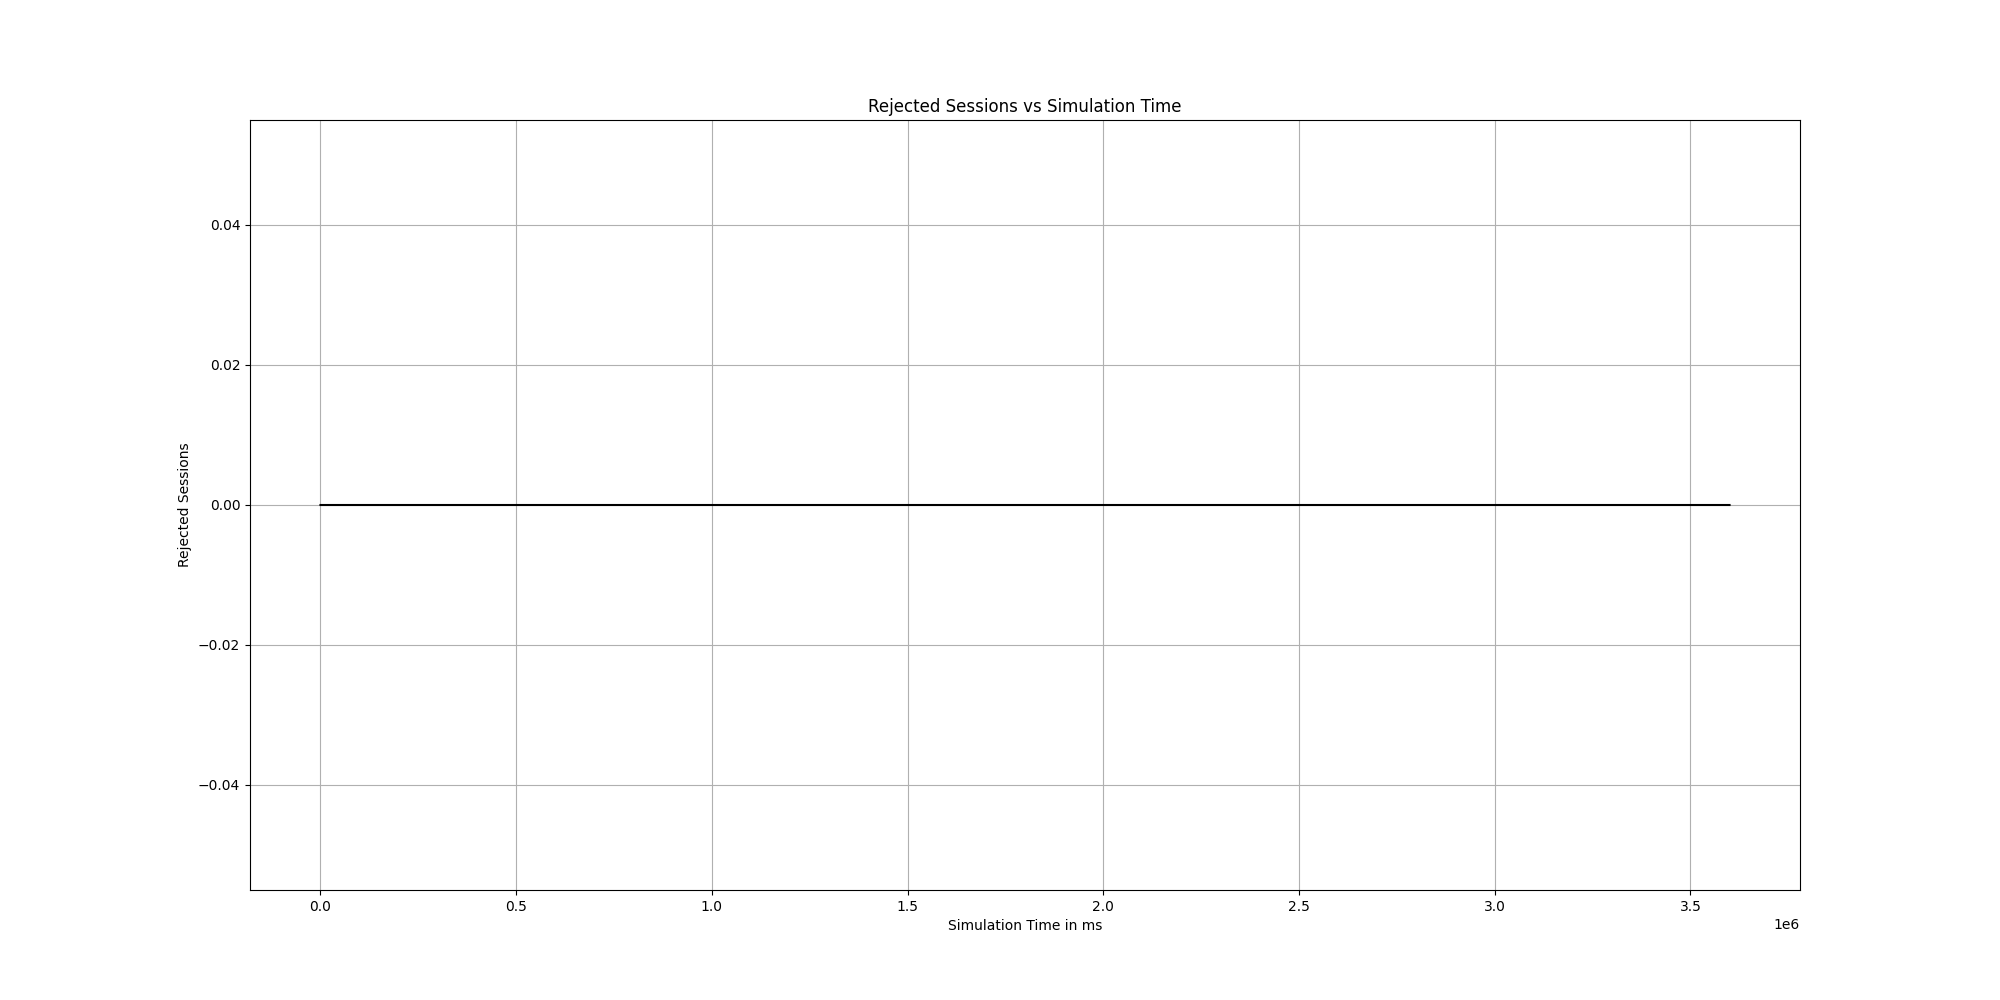 Rejected Sessions vs Simulation Time
0.04
0.02
0.00
−0.02
−0.04
Rejected Sessions
0.0 0.5 1.0 1.5 2.0 2.5 3.0 3.5
Simulation Time in ms
1e6